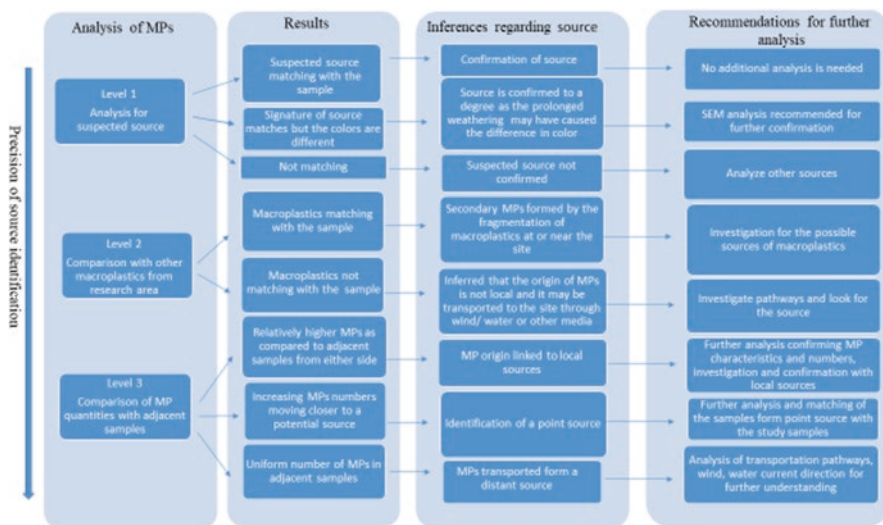 Precision of source identification
Analysis of MPs
Level 1
Analysis for
suspected source
Level 2
Comparison with other
macroplastics from
research area
Level 3
Comparison of MP
quantities with adjacent
samples
Results
Suspected source
matching with the
sample
Signature of source
matches but the colors are
different
Not matching
Macroplastics matching
with the sample
Macroplastics not
matching with the sample
Relatively higher MPs as
compared to adjacent
samples from either side
Increasing MPs numbers
moving closer to a
potential source
Uniform number of MPs in
adjacent samples
Inferences regarding source
Confirmation of source
Source is confirmed to a
degree as the prolonged
weathering may have caused
the difference in color
Suspected source not
confirmed
Secondary MPs formed by the
fragmentation of
macroplastics at or near the
site
Inferred that the origin of MPs
is not local and it may be
transported to the site through
wind/ water or other media
MP origin linked to local
sources
Identification of a point source
MPs transported form a
distant source
Recommendations for further
analysis
No additional analysis is needed
SEM analysis recommended for
further confirmation
Analyze other sources
Investigation for the possible
sources of macroplastics
Investigate pathways and look for
the source
Further analysis confirming MP
characteristics and numbers,
investigation and confirmation with
local sources
Further analysis and matching of
the samples form point source with
the study samples
Analysis of transportation pathways,
wind, water current direction for
further understanding